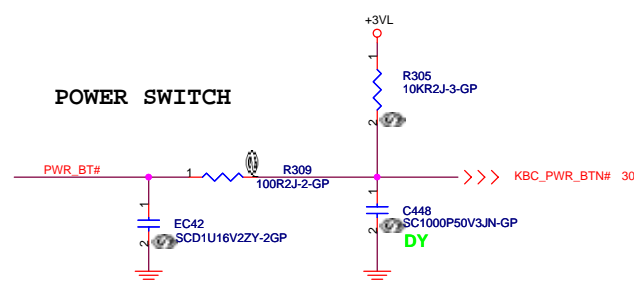 +3VL
1
R305
10KR2J-3-GP
2
POWER SWITCH
PWR_BT#
1
R309
100R2J-2-GP
KBC_PWR_BTN# 30
1
EC42
SCD1U16V2ZY-2GP
2
1
C448
SC1000P50V3JN-GP
2
DY